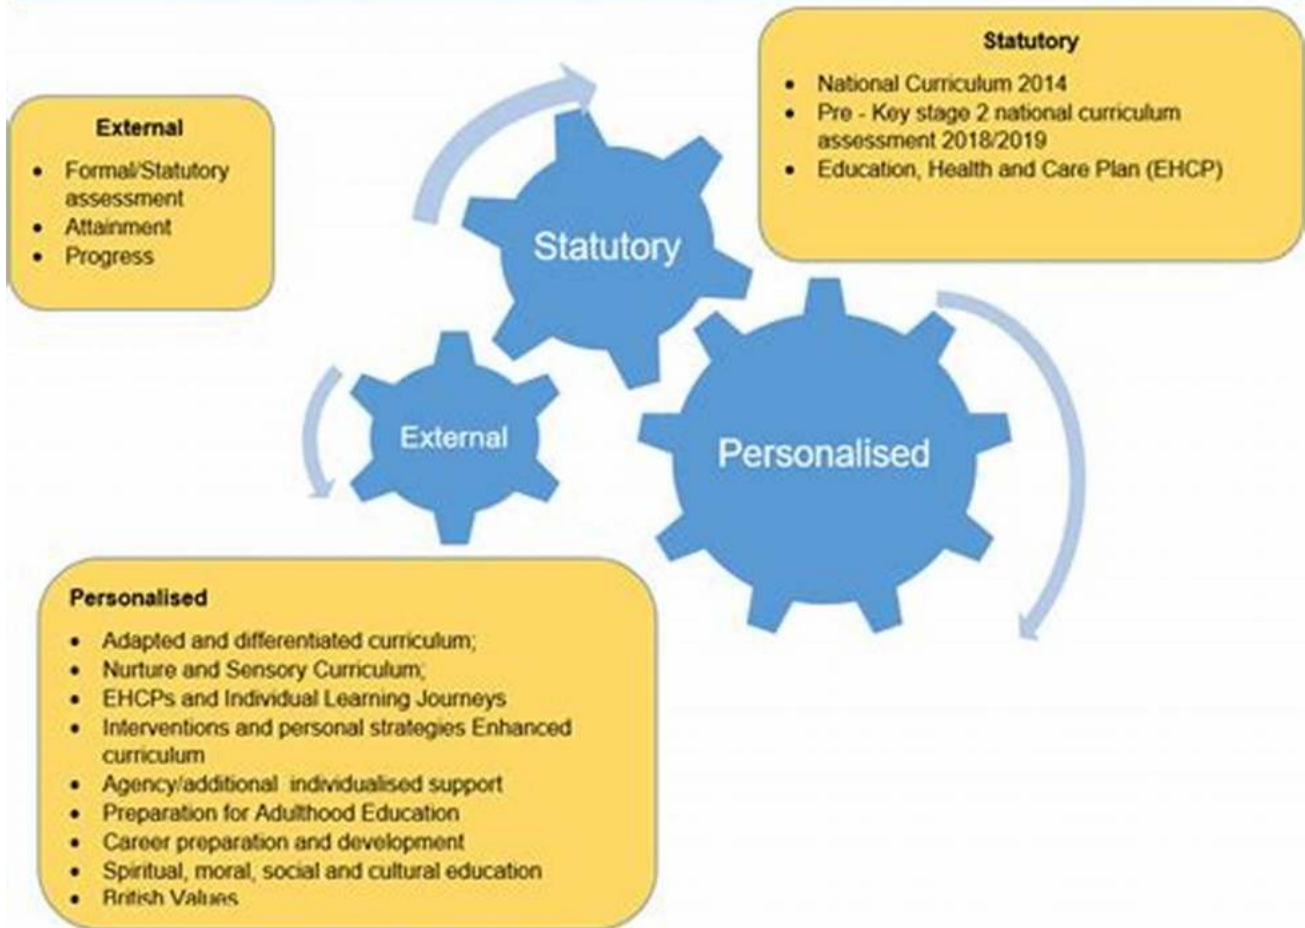 Statutory
• National Curriculum 2014
• Pre - Key stage 2 national curriculum
assessment 2018/2019
• Education, Health and Care Plan (EHCP)
External
• Formal/Statutory
assessment
• Attainment
• Progress
Statutory
External
Personalised
Personalised
• Adapted and differentiated curriculum;
• Nurture and Sensory Curriculum;
• EHCPs and Individual Learning Journeys
• Interventions and personal strategies Enhanced
curriculum
• Agency/additional individualised support
• Preparation for Adulthood Education
• Career preparation and development
• Spiritual, moral, social and cultural education
• British Values